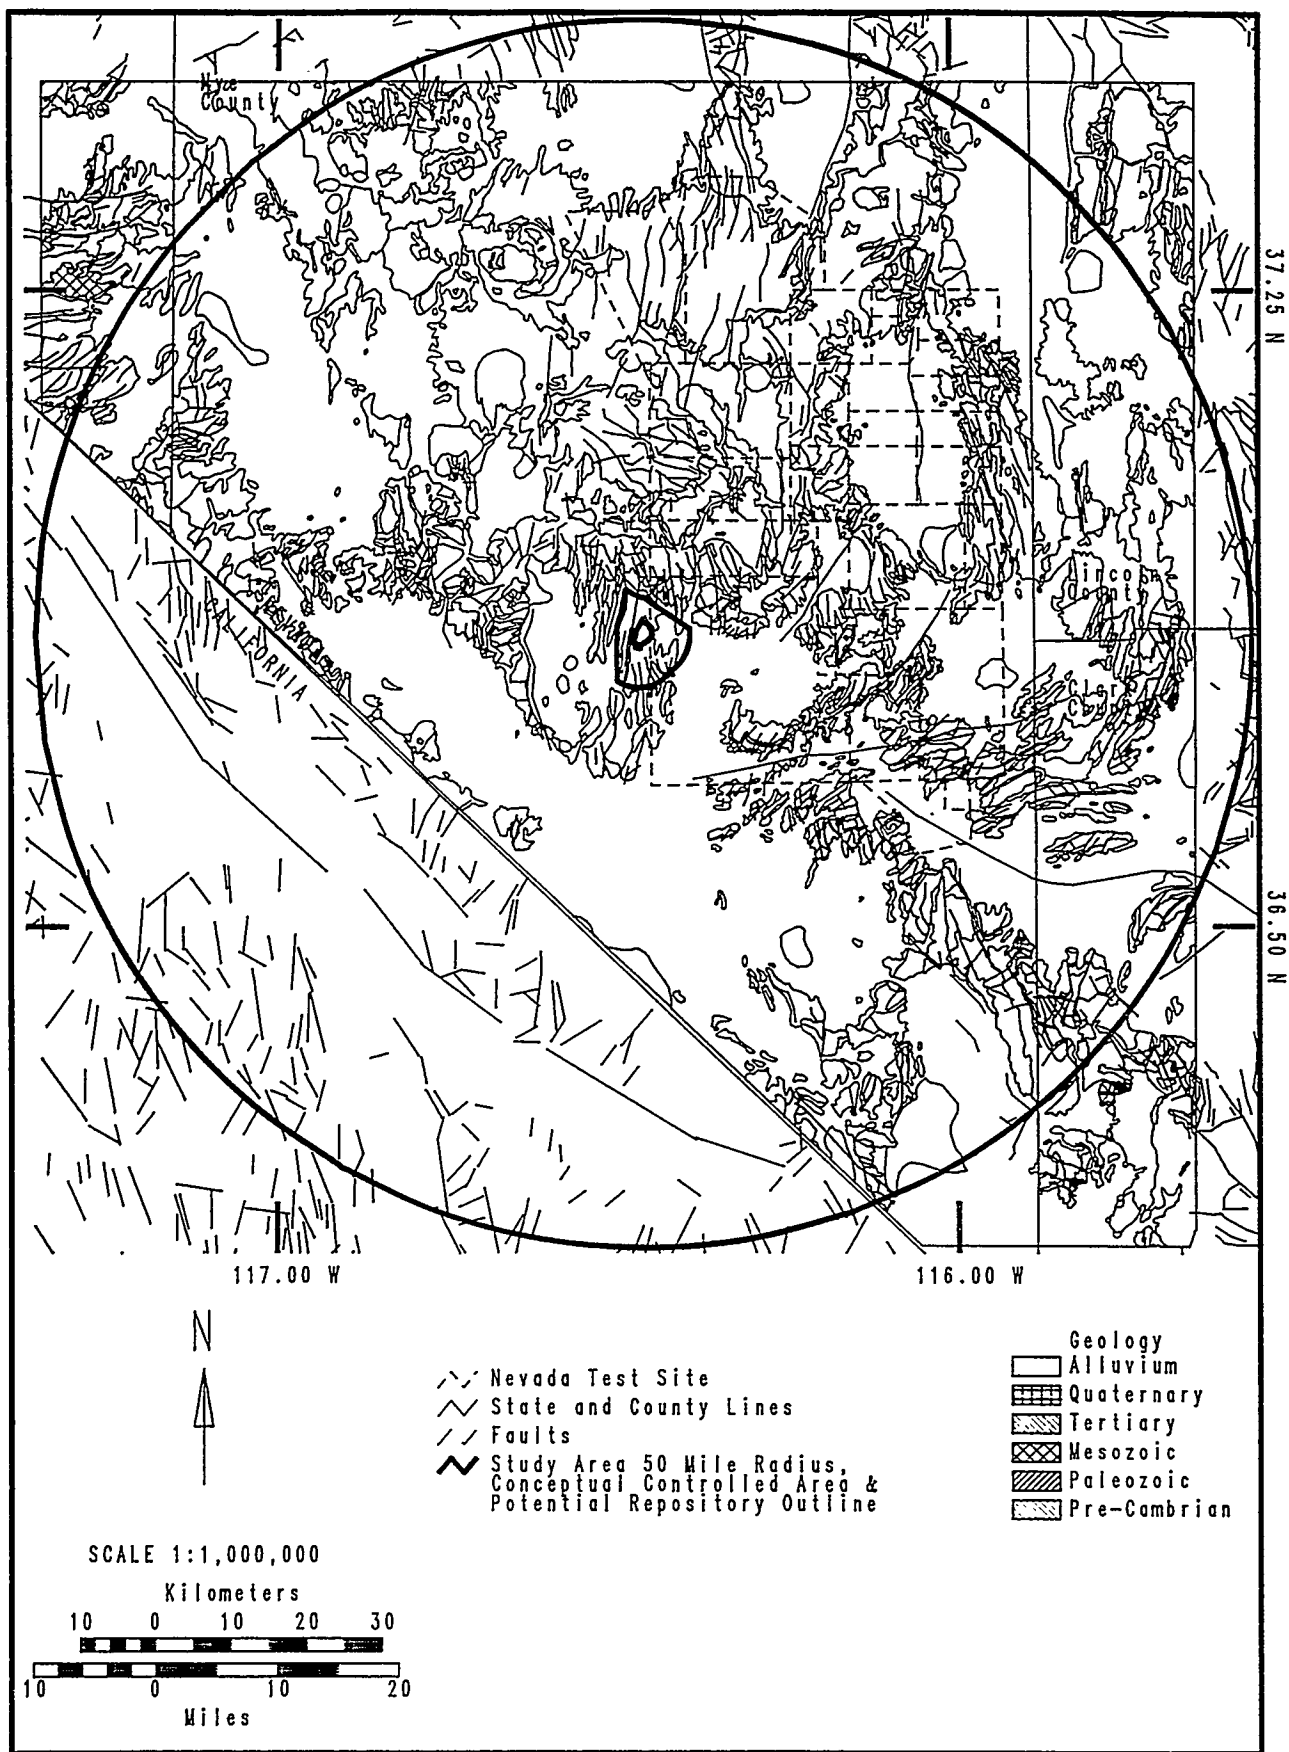 Nye
County
37.25 N
Lincoln
County
CALIFORNIA
NEVADA
Clark
County
36.50 N
117.00 W
116.00 W
N
Nevada Test Site
State and County Lines
Faults
Study Area 50 Mile Radius,
Conceptual Controlled Area &
Potential Repository Outline
Geology
Alluvium
Quaternary
Tertiary
Mesozoic
Paleozoic
Pre-Cambrian
SCALE 1:1,000,000
Kilometers
10 0 10 20 30
10 0 10 20
Miles